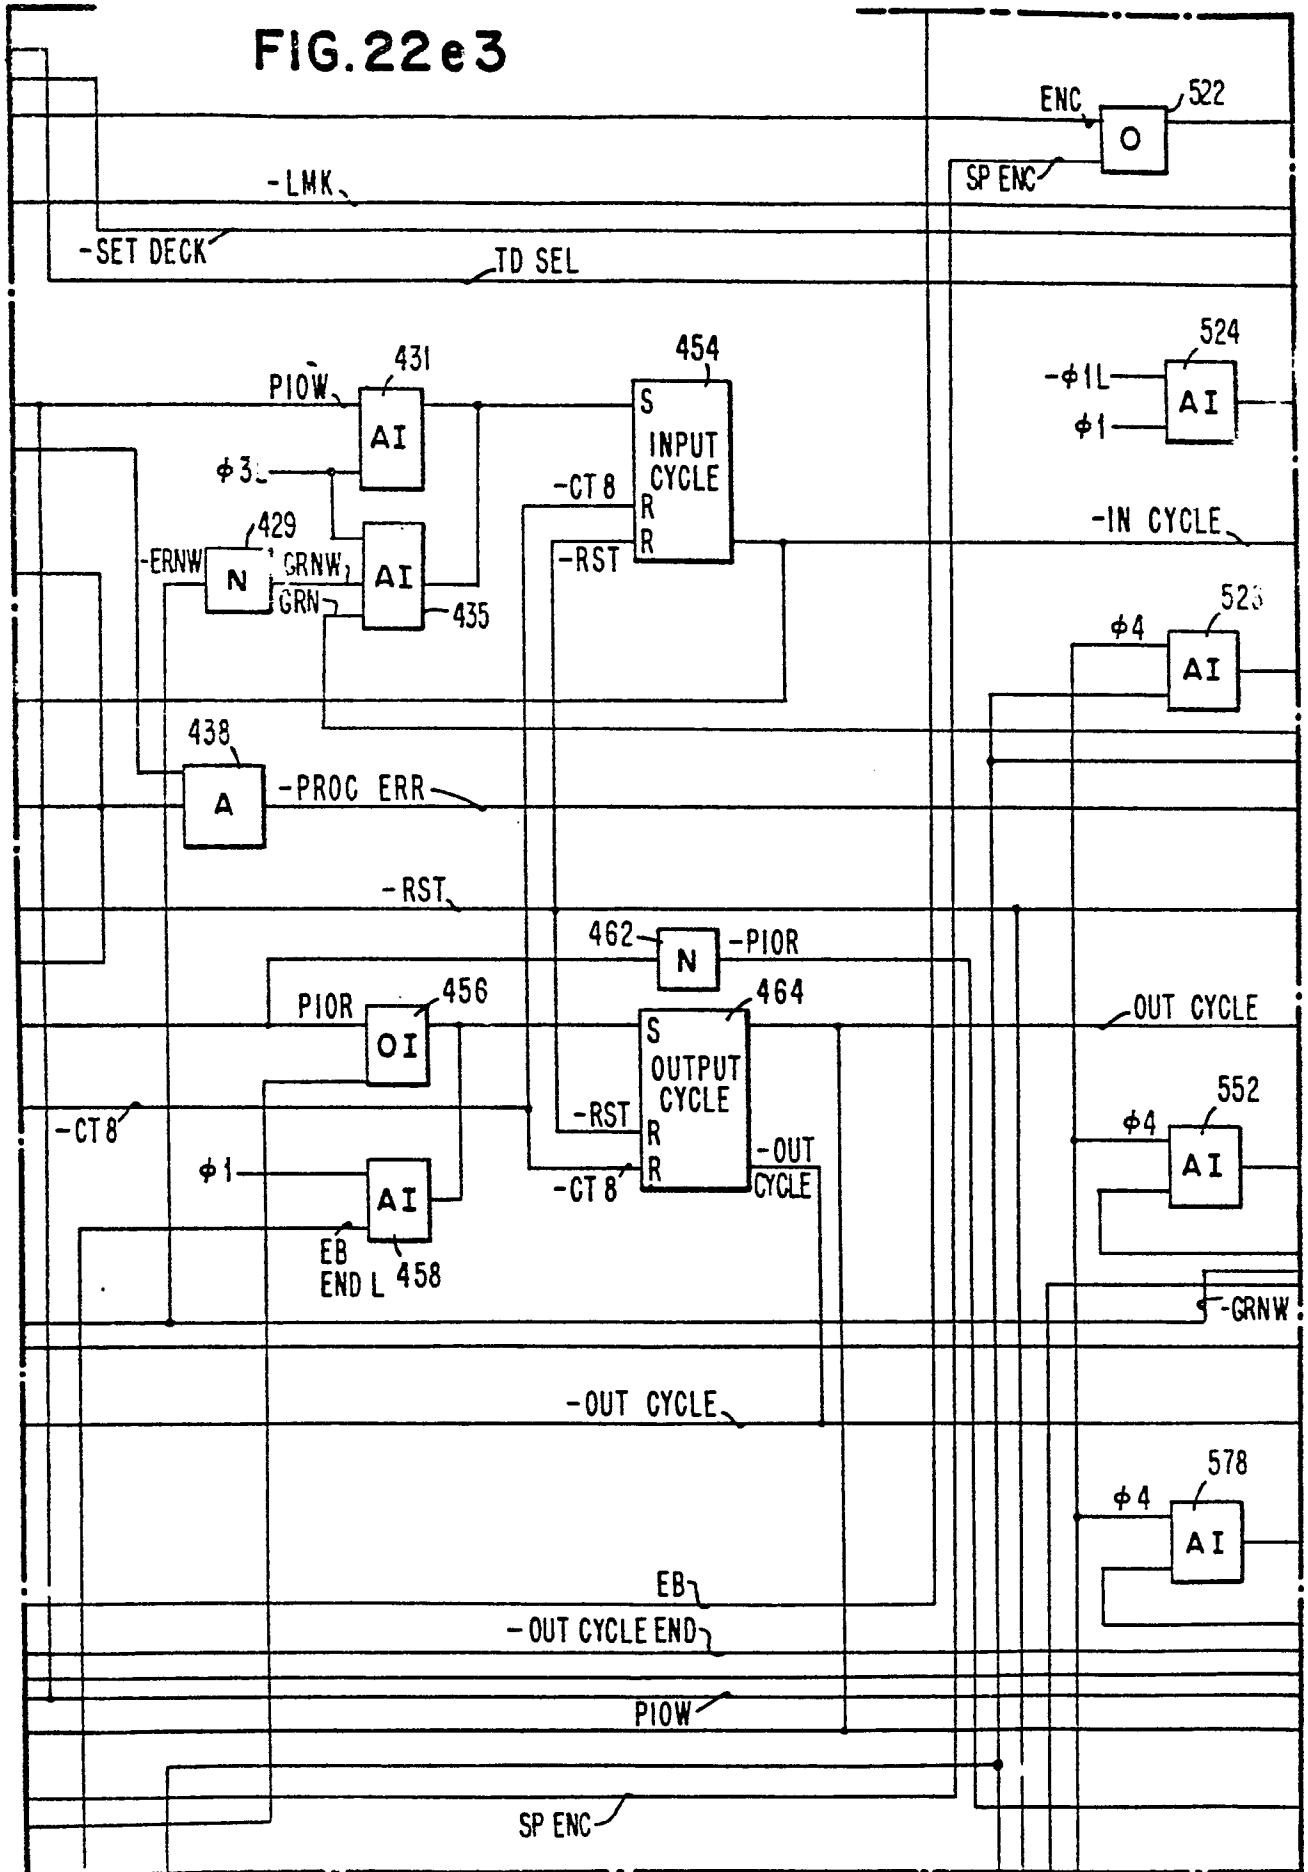 FIG. 22e3
ENC
522
O
SP ENC
-LMK
-SET DECK
TD SEL
431
PIOW
AI
ϕ3L
454
S
INPUT
CYCLE
-CT 8
R
R
-RST
524
-ϕ1L
AI
ϕ1
429
-ERNW
N
GRNW
GRN
AI
435
-IN CYCLE
523
ϕ4
AI
438
A
-PROC ERR
-RST
462
N
-PIOR
PIOR
456
OI
464
S
OUTPUT
CYCLE
-RST
R
-CT 8
R
-OUT
CYCLE
OUT CYCLE
-CT8
ϕ1
AI
EB
END L
458
552
ϕ4
AI
-GRNW
-OUT CYCLE
578
ϕ4
AI
EB
-OUT CYCLE END
PIOW
SP ENC